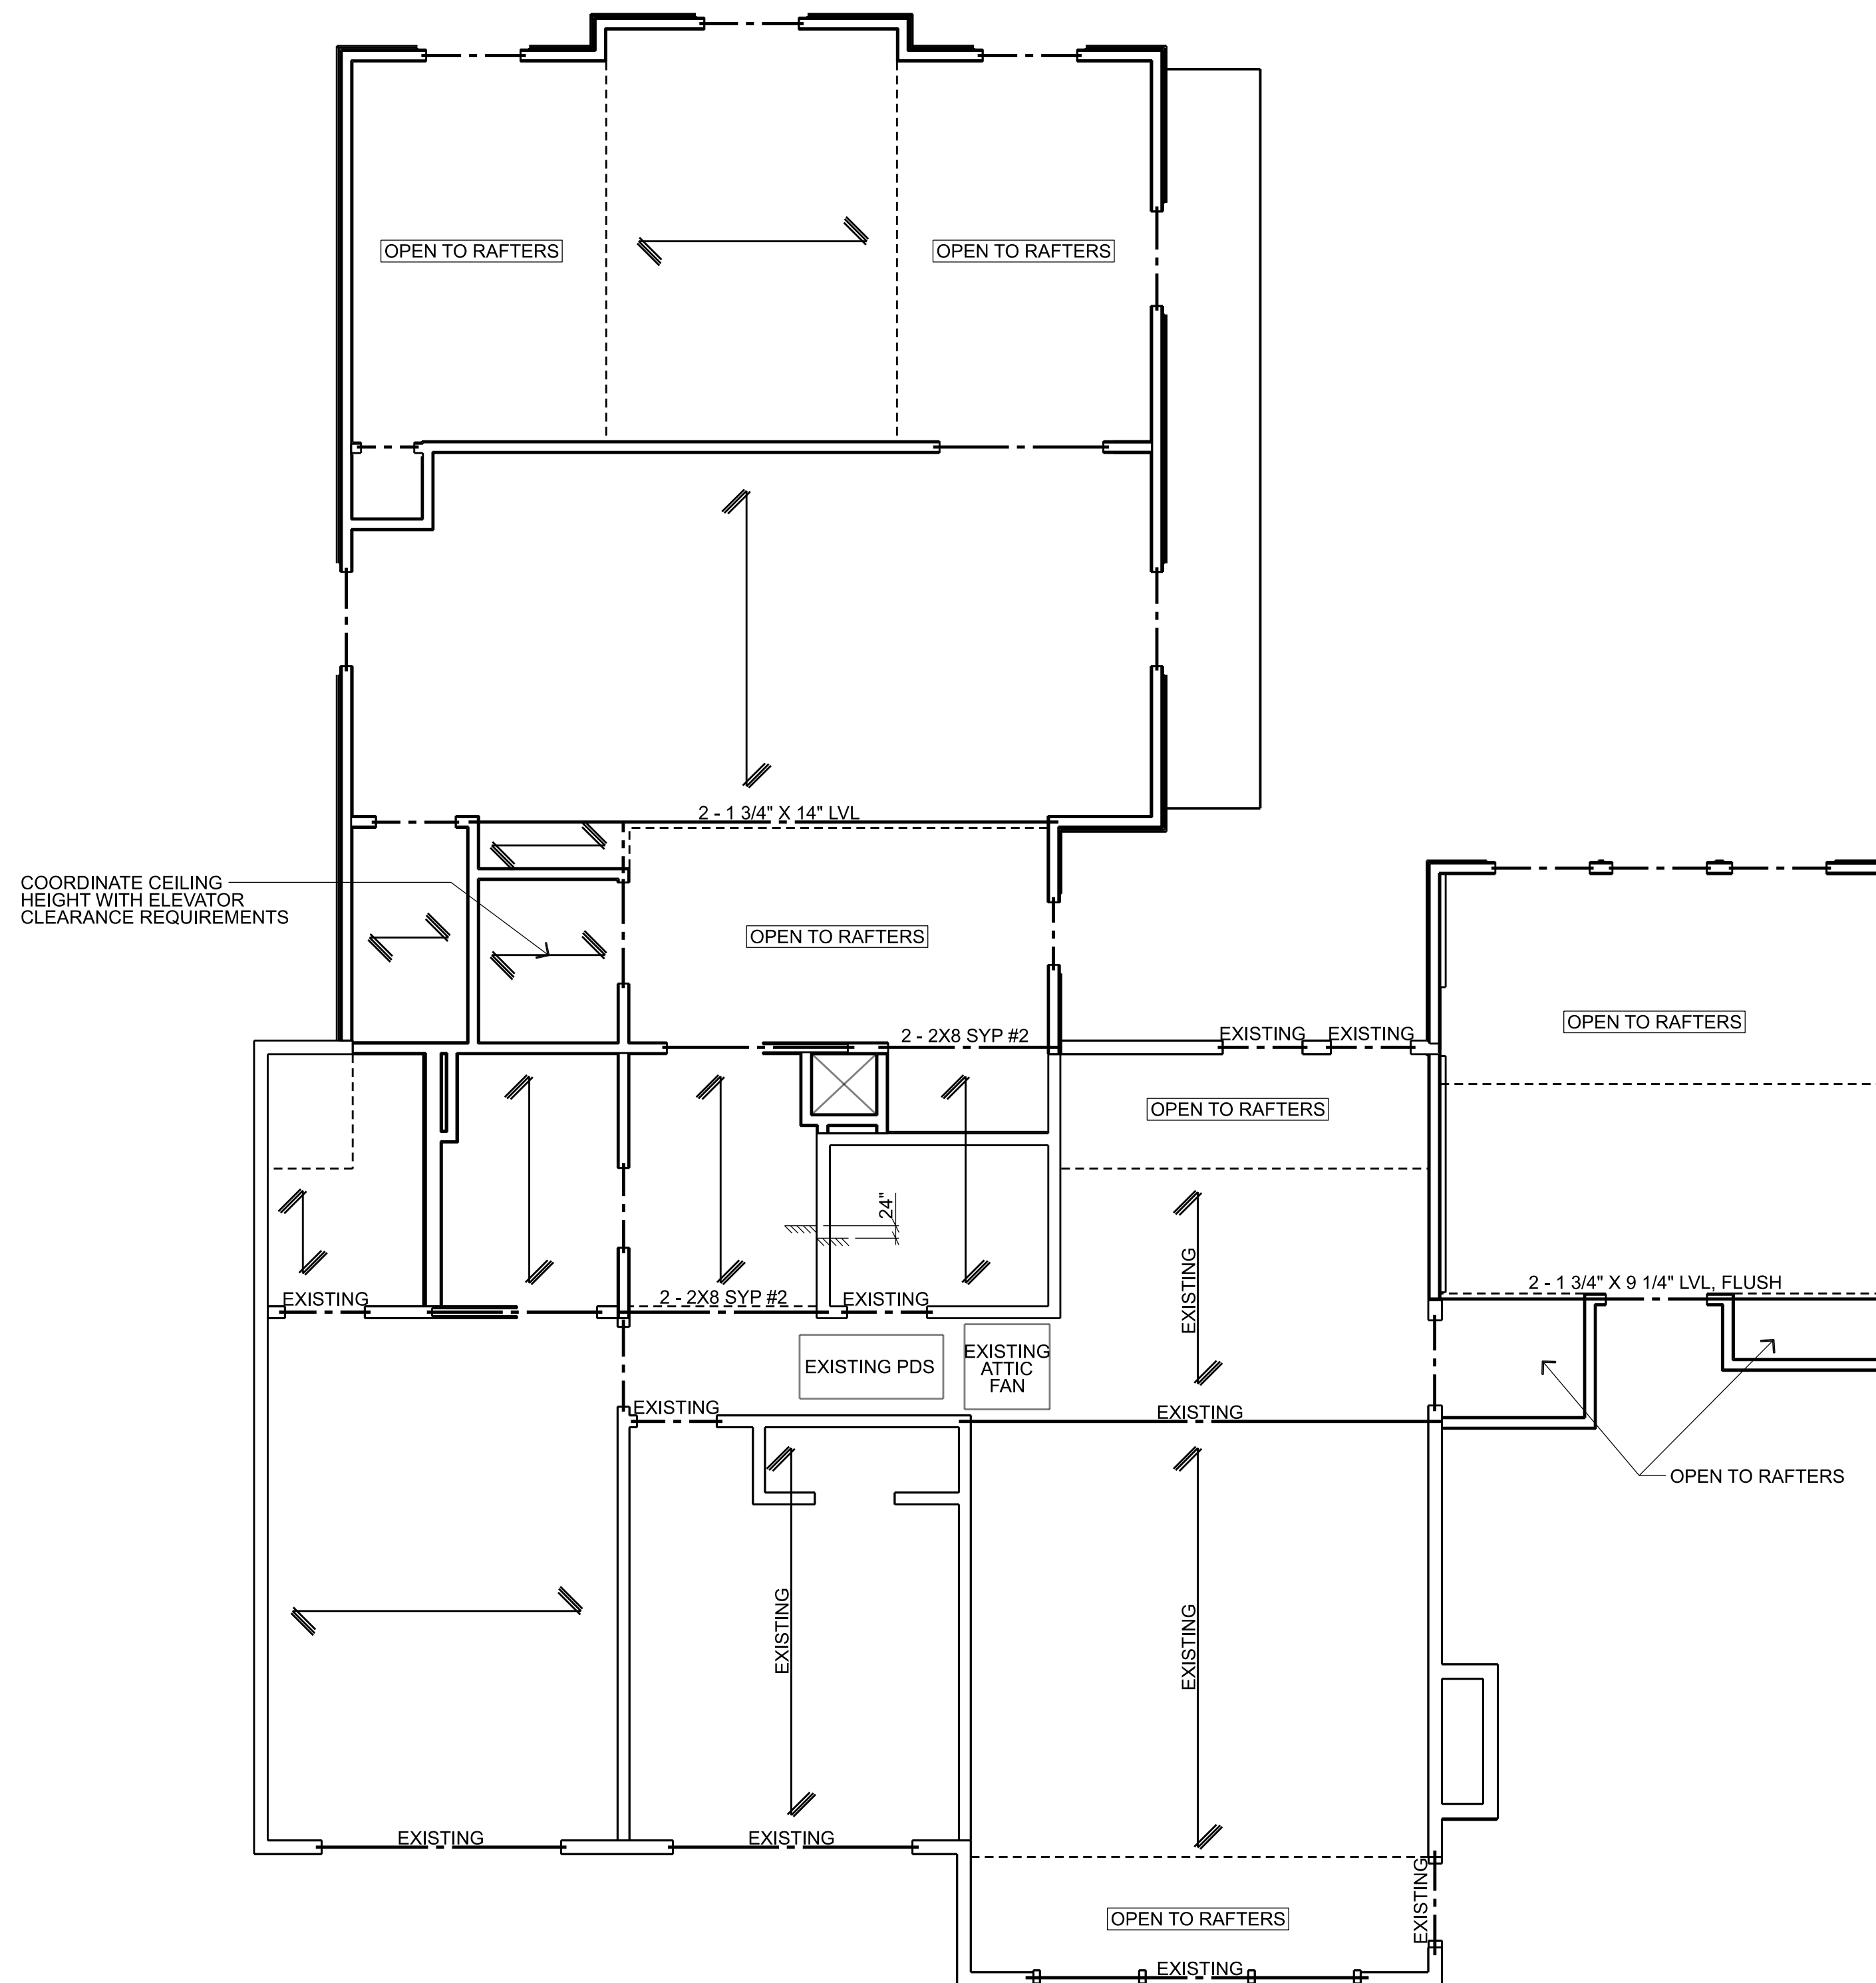 OPEN TO RAFTERS
OPEN TO RAFTERS
2 - 1 3/4" X 14" LVL
COORDINATE CEILING
HEIGHT WITH ELEVATOR
CLEARANCE REQUIREMENTS
OPEN TO RAFTERS
OPEN TO RAFTERS
2 - 2X8 SYP #2
EXISTING
EXISTING
OPEN TO RAFTERS
24"
EXISTING
2 - 1 3/4" X 9 1/4" LVL, FLUSH
EXISTING
2 - 2X8 SYP #2
EXISTING
EXISTING PDS
EXISTING
ATTIC
FAN
EXISTING
EXISTING
OPEN TO RAFTERS
EXISTING
EXISTING
EXISTING
EXISTING
EXISTING
OPEN TO RAFTERS
EXISTING